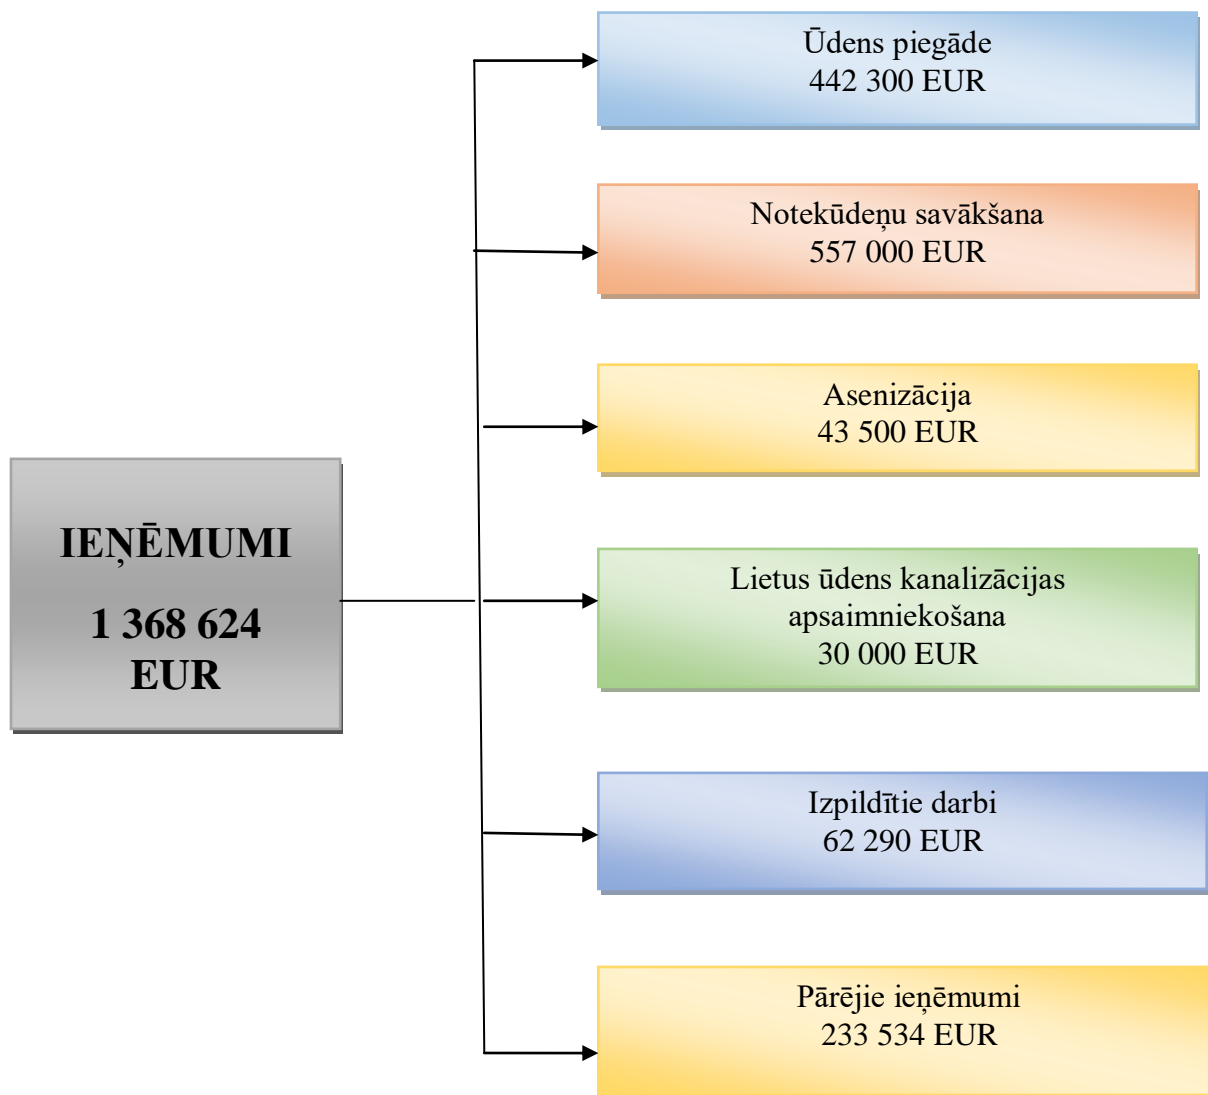 Ūdens piegāde
442 300 EUR
Notekūdeņu savākšana
557 000 EUR
Asenizācija
43 500 EUR
IEŅĒMUMI
1 368 624
EUR
Lietus ūdens kanalizācijas
apsaimniekošana
30 000 EUR
Izpildītie darbi
62 290 EUR
Pārējie ieņēmumi
233 534 EUR